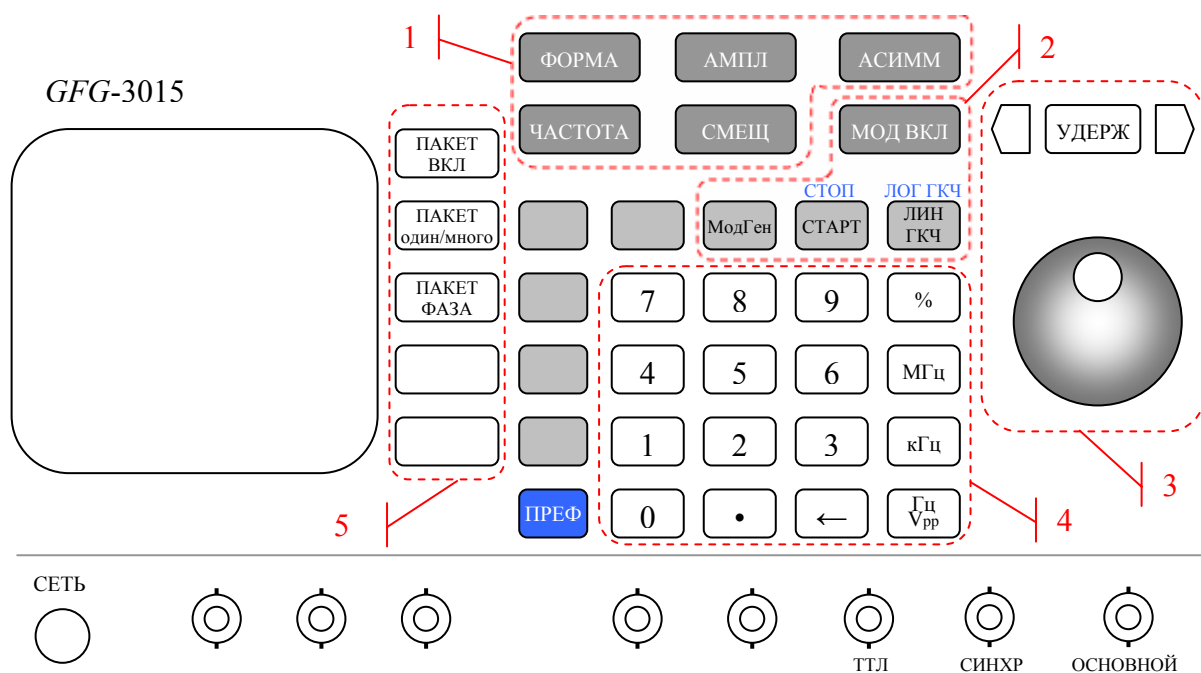 1
ФОРМА
АМПЛ
АСИММ
2
GFG-3015
ЧАСТОТА
СМЕЩ
МОД ВКЛ
УДЕРЖ
ПАКЕТ
ВКЛ
СТОП
ЛОГ ГКЧ
ПАКЕТ
один/много
МодГен
СТАРТ
ЛИН
ГКЧ
ПАКЕТ
ФАЗА
7
8
9
%
4
5
6
МГц
1
2
3
кГц
3
5
ПРЕФ
0
•
←
Гц
Vpp
4
СЕТЬ
ТТЛ
СИНХР
ОСНОВНОЙ